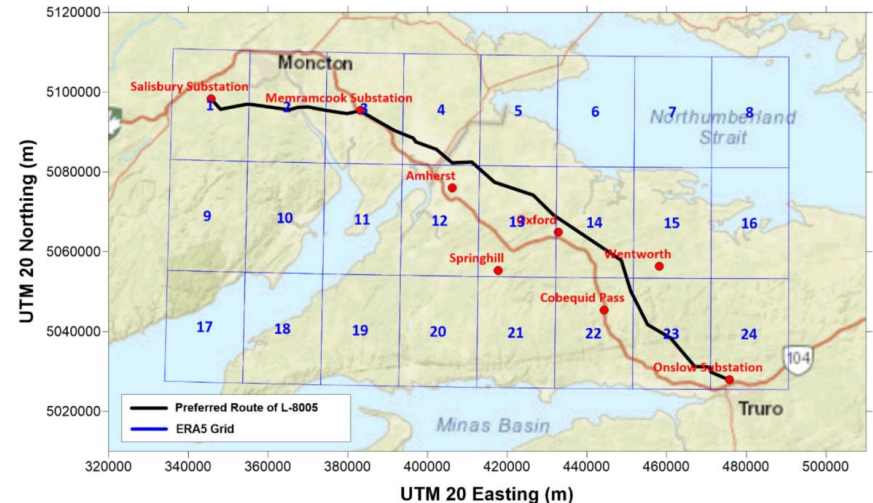 5120000
5100000
5080000
5060000
5040000
5020000
UTM 20 Northing (m)
Moncton
Salisbury Substation
Memramcook Substation
1
2
3
4
5
6
7
8
Northumberland
Strait
Amherst
9
10
11
12
13
Oxford
14
15
16
Springhill
Wentworth
Cobequid Pass
17
18
19
20
21
22
23
24
Onslow Substation
104
Truro
Minas Basin
Preferred Route of L-8005
ERA5 Grid
320000 340000 360000 380000 400000 420000 440000 460000 480000 500000
UTM 20 Easting (m)